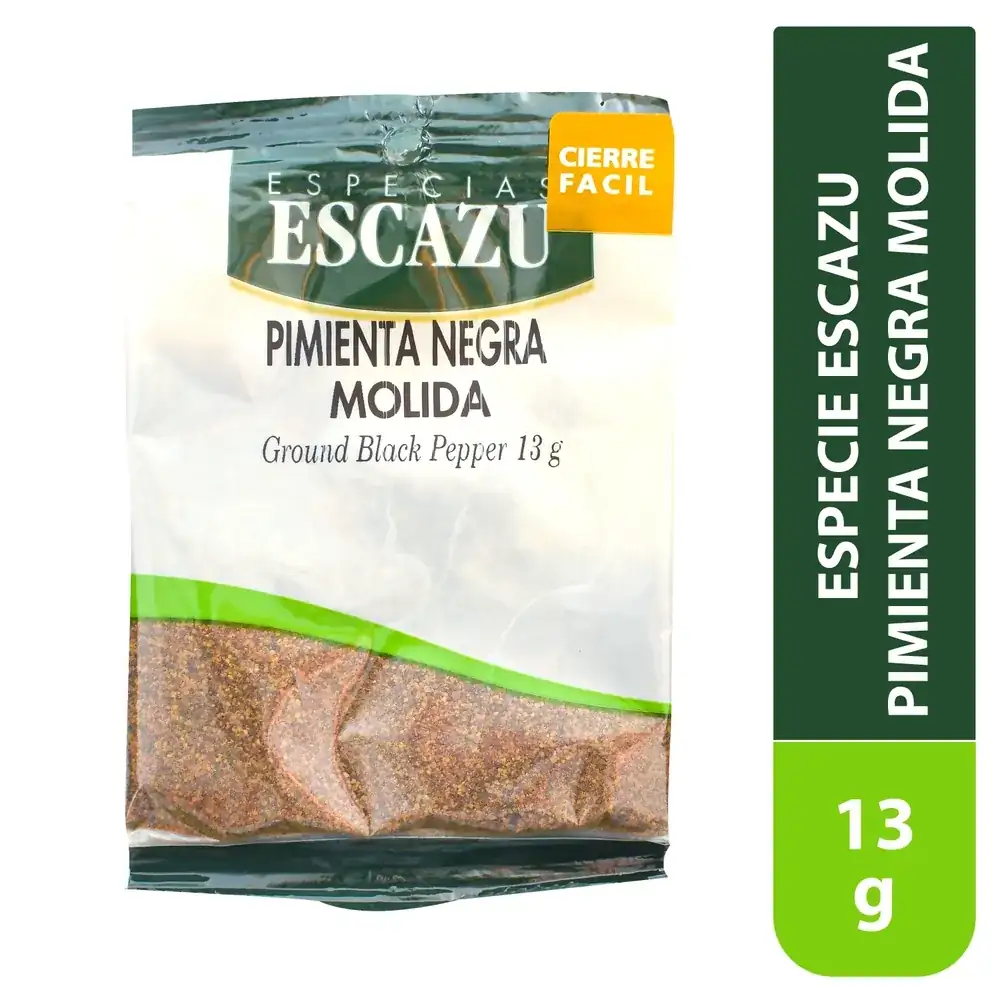 ESPECIAS
ESCAZU
CIERRE
FACIL
PIMIENTA NEGRA
MOLIDA
Ground Black Pepper 13 g
ESPECIE ESCAZU
PIMIENTA NEGRA MOLIDA
13
g